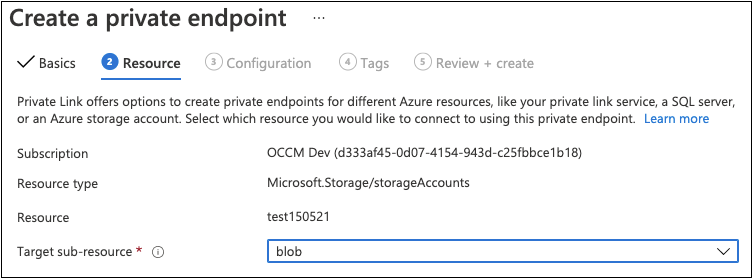 Create a private endpoint ...
Basics 2 Resource 3 Configuration 4 Tags 5 Review + create
Private Link offers options to create private endpoints for different Azure resources, like your private link service, a SQL server,
or an Azure storage account. Select which resource you would like to connect to using this private endpoint. Learn more
Subscription OCCM Dev (d333af45-0d07-4154-943d-c25fbbce1b18)
Resource type Microsoft.Storage/storageAccounts
Resource test150521
Target sub-resource * blob